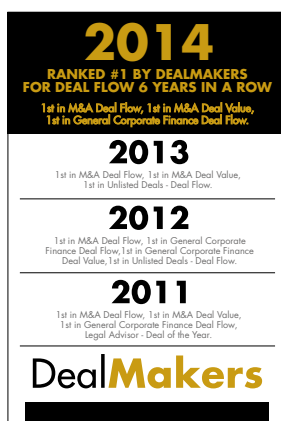 2014
RANKED #1 BY DEALMAKERS
FOR DEAL FLOW 6 YEARS IN A ROW
1st in M&A Deal Flow, 1st in M&A Deal Value,
1st in General Corporate Finance Deal Flow.
2013
1st in M&A Deal Flow, 1st in M&A Deal Value,
1st in Unlisted Deals - Deal Flow.
2012
1st in M&A Deal Flow, 1st in General Corporate
Finance Deal Flow,1st in General Corporate Finance
Deal Value,1st in Unlisted Deals - Deal Flow.
2011
1st in M&A Deal Flow, 1st in M&A Deal Value,
1st in General Corporate Finance Deal Flow,
Legal Advisor - Deal of the Year.
DealMakers